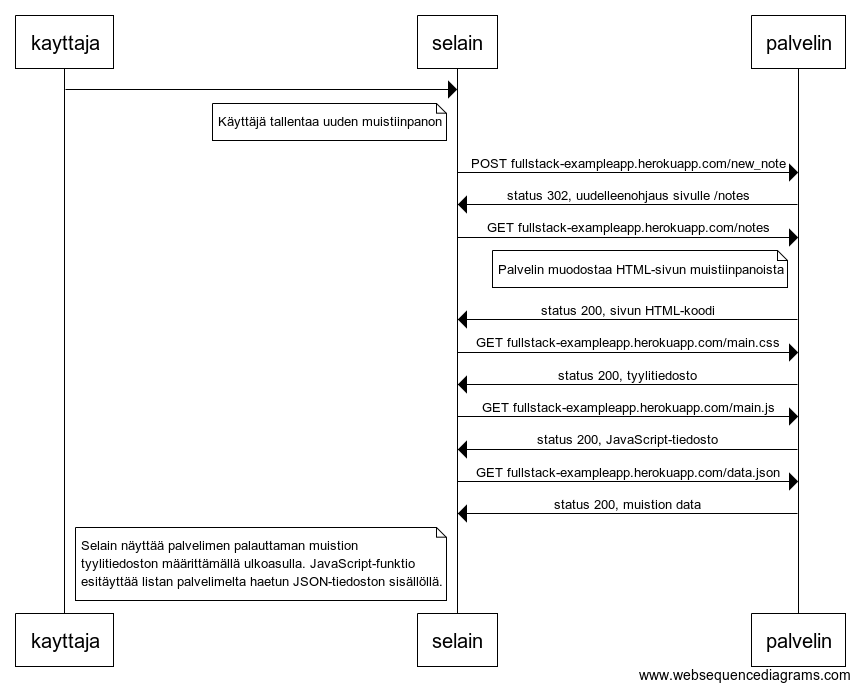 kayttaja
selain
palvelin
Käyttäjä tallentaa uuden muistiinpanon
POST fullstack-exampleapp.herokuapp.com/new_note
status 302, uudelleenohjaus sivulle /notes
GET fullstack-exampleapp.herokuapp.com/notes
Palvelin muodostaa HTML-sivun muistiinpanoista
status 200, sivun HTML-koodi
GET fullstack-exampleapp.herokuapp.com/main.css
status 200, tyylitiedosto
GET fullstack-exampleapp.herokuapp.com/main.js
status 200, JavaScript-tiedosto
GET fullstack-exampleapp.herokuapp.com/data.json
status 200, muistion data
Selain näyttää palvelimen palauttaman muistion
tyylitiedoston määrittämällä ulkoasulla. JavaScript-funktio
esitäyttää listan palvelimelta haetun JSON-tiedoston sisällöllä.
kayttaja
selain
palvelin
www.websequencediagrams.com